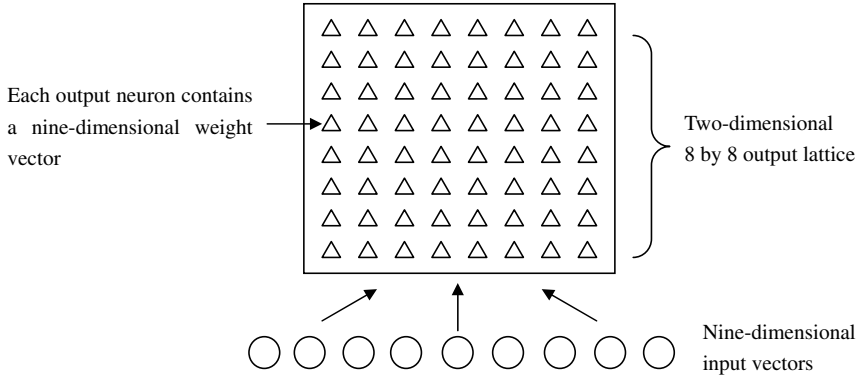 Each output neuron contains
a nine-dimensional weight
vector
Two-dimensional
8 by 8 output lattice
Nine-dimensional
input vectors